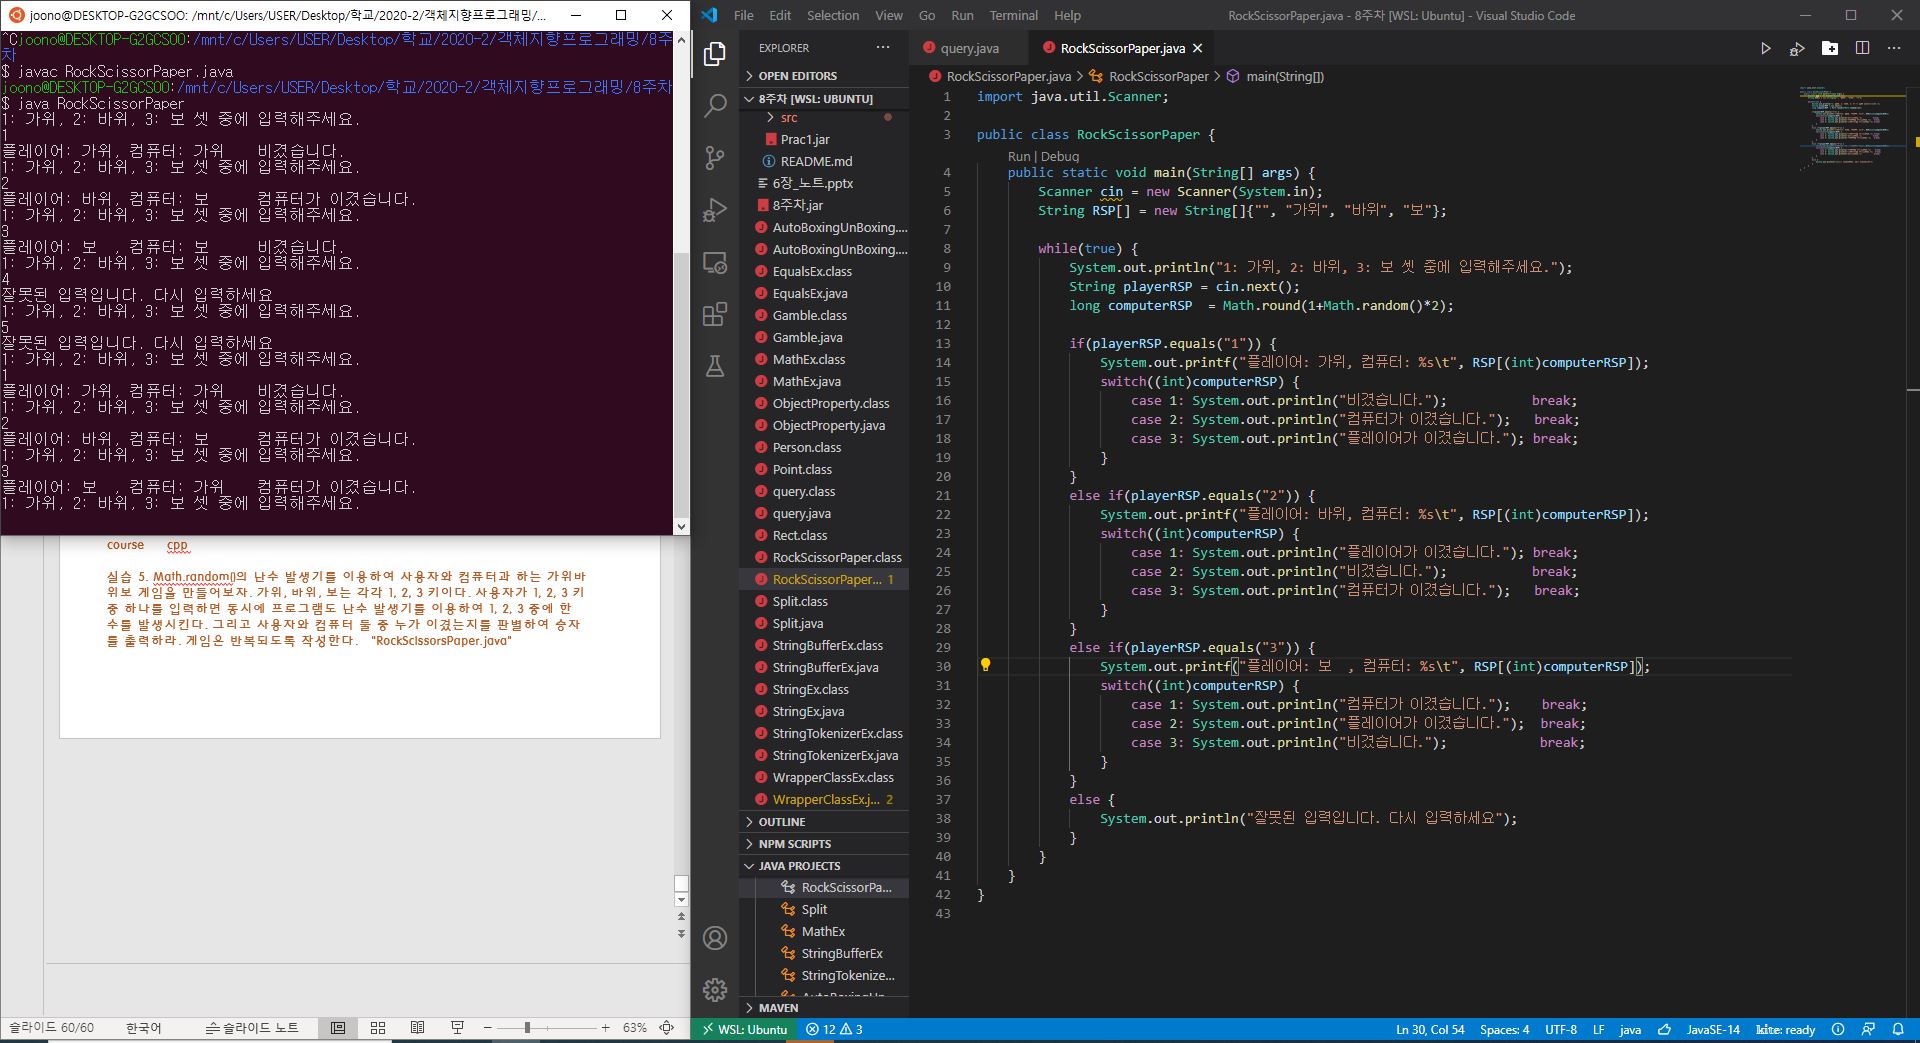 joono@DESKTOP-G2GCSOO: /mnt/c/Users/USER/Desktop/학교/2020-2/객체지향프로그래밍/...
^Cjoono@DESKTOP-G2GCSOO:/mnt/c/Users/USER/Desktop/학교/2020-2/객체지향프로그래밍/8주
차
$ javac RockScissorPaper.java
joono@DESKTOP-G2GCSOO:/mnt/c/Users/USER/Desktop/학교/2020-2/객체지향프로그래밍/8주차
$ java RockScissorPaper
1: 가위, 2: 바위, 3: 보 셋 중에 입력해주세요.
1
플레이어: 가위, 컴퓨터: 가위    비겼습니다.
1: 가위, 2: 바위, 3: 보 셋 중에 입력해주세요.
2
플레이어: 바위, 컴퓨터: 보      컴퓨터가 이겼습니다.
1: 가위, 2: 바위, 3: 보 셋 중에 입력해주세요.
3
플레이어: 보  , 컴퓨터: 보      비겼습니다.
1: 가위, 2: 바위, 3: 보 셋 중에 입력해주세요.
4
잘못된 입력입니다. 다시 입력하세요
1: 가위, 2: 바위, 3: 보 셋 중에 입력해주세요.
5
잘못된 입력입니다. 다시 입력하세요
1: 가위, 2: 바위, 3: 보 셋 중에 입력해주세요.
1
플레이어: 가위, 컴퓨터: 가위    비겼습니다.
1: 가위, 2: 바위, 3: 보 셋 중에 입력해주세요.
2
플레이어: 바위, 컴퓨터: 보      컴퓨터가 이겼습니다.
1: 가위, 2: 바위, 3: 보 셋 중에 입력해주세요.
3
플레이어: 보  , 컴퓨터: 가위    컴퓨터가 이겼습니다.
1: 가위, 2: 바위, 3: 보 셋 중에 입력해주세요.
course cpp
실습 5. Math.random()의 난수 발생기를 이용하여 사용자와 컴퓨터과 하는 가위바
위보 게임을 만들어보자. 가위, 바위, 보는 각각 1, 2, 3 키이다. 사용자가 1, 2, 3 키
중 하나를 입력하면 동시에 프로그램도 난수 발생기를 이용하여 1, 2, 3 중에 한
수를 발생시킨다. 그리고 사용자와 컴퓨터 둘 중 누가 이겼는지를 판별하여 승자
를 출력하라. 게임은 반복되도록 작성한다. "RockScissorsPaper.java"
슬라이드 60/60 한국어 슬라이드 노트 63%
File Edit Selection View Go Run Terminal Help
RockScissorPaper.java - 8주차 [WSL: Ubuntu] - Visual Studio Code
EXPLORER
OPEN EDITORS
8주차 [WSL: UBUNTU]
src
Prac1.jar
README.md
6장_노트.pptx
8주차.jar
AutoBoxingUnBoxing....
AutoBoxingUnBoxing....
EqualsEx.class
EqualsEx.java
Gamble.class
Gamble.java
MathEx.class
MathEx.java
ObjectProperty.class
ObjectProperty.java
Person.class
Point.class
query.class
query.java
Rect.class
RockScissorPaper.class
RockScissorPaper... 1
Split.class
Split.java
StringBufferEx.class
StringBufferEx.java
StringEx.class
StringEx.java
StringTokenizerEx.class
StringTokenizerEx.java
WrapperClassEx.class
WrapperClassEx.j... 2
OUTLINE
NPM SCRIPTS
JAVA PROJECTS
RockScissorPa...
Split
MathEx
StringBufferEx
StringTokenize...
MAVEN
query.java RockScissorPaper.java
RockScissorPaper.java > RockScissorPaper > main(String[])
1 import java.util.Scanner;
2
3 public class RockScissorPaper {
Run | Debug
4     public static void main(String[] args) {
5         Scanner cin = new Scanner(System.in);
6         String RSP[] = new String[]{"", "가위", "바위", "보"};
7
8         while(true) {
9             System.out.println("1: 가위, 2: 바위, 3: 보 셋 중에 입력해주세요.");
10             String playerRSP = cin.next();
11             long computerRSP  = Math.round(1+Math.random()*2);
12
13             if(playerRSP.equals("1")) {
14                 System.out.printf("플레이어: 가위, 컴퓨터: %s\t", RSP[(int)computerRSP]);
15                 switch((int)computerRSP) {
16                     case 1: System.out.println("비겼습니다.");           break;
17                     case 2: System.out.println("컴퓨터가 이겼습니다.");   break;
18                     case 3: System.out.println("플레이어가 이겼습니다."); break;
19                 }
20             }
21             else if(playerRSP.equals("2")) {
22                 System.out.printf("플레이어: 바위, 컴퓨터: %s\t", RSP[(int)computerRSP]);
23                 switch((int)computerRSP) {
24                     case 1: System.out.println("플레이어가 이겼습니다."); break;
25                     case 2: System.out.println("비겼습니다.");           break;
26                     case 3: System.out.println("컴퓨터가 이겼습니다.");   break;
27                 }
28             }
29             else if(playerRSP.equals("3")) {
30                 System.out.printf("플레이어: 보  , 컴퓨터: %s\t", RSP[(int)computerRSP]);
31                 switch((int)computerRSP) {
32                     case 1: System.out.println("컴퓨터가 이겼습니다.");    break;
33                     case 2: System.out.println("플레이어가 이겼습니다.");  break;
34                     case 3: System.out.println("비겼습니다.");            break;
35                 }
36             }
37             else {
38                 System.out.println("잘못된 입력입니다. 다시 입력하세요");
39             }
40         }
41     }
42 }
43
WSL: Ubuntu 12 3 Ln 30, Col 54 Spaces: 4 UTF-8 LF java JavaSE-14 kite: ready